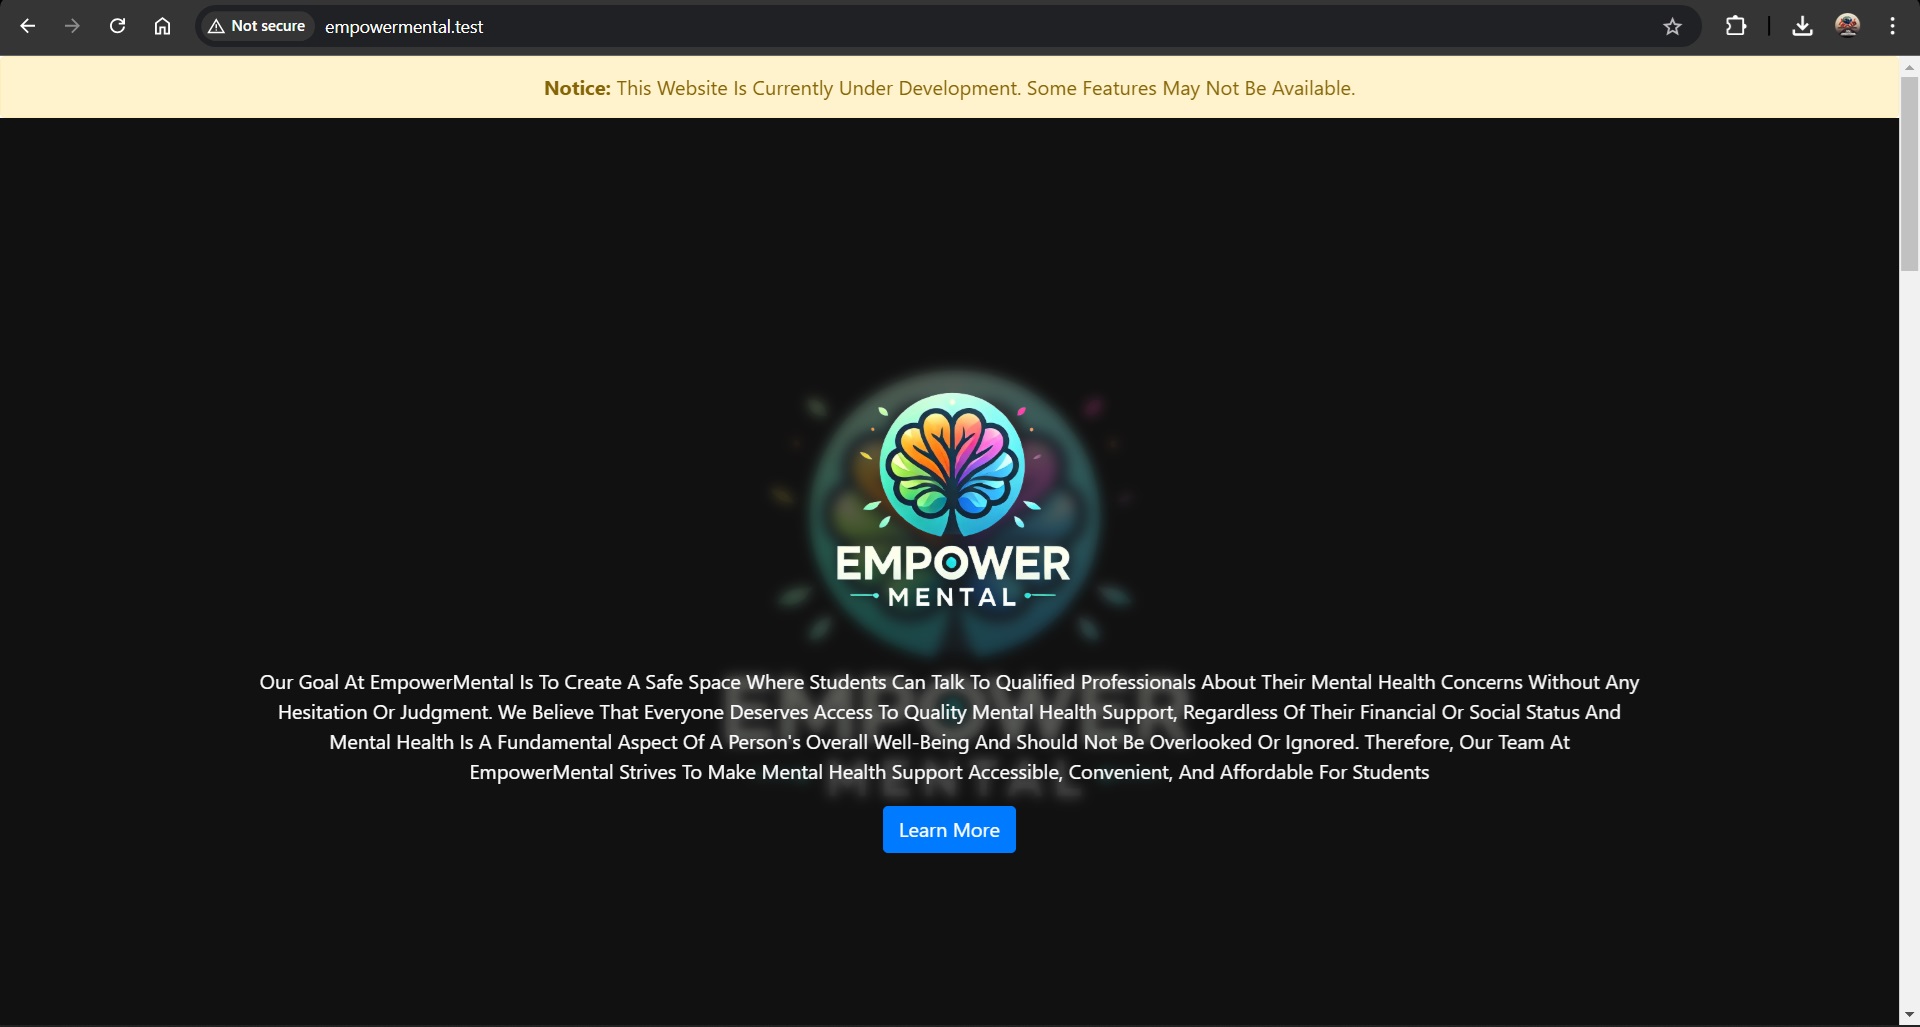 Not secure
empowermental.test
Notice: This Website Is Currently Under Development. Some Features May Not Be Available.
EMPOWER
MENTAL
EMPOWER
MENTAL
Our Goal At EmpowerMental Is To Create A Safe Space Where Students Can Talk To Qualified Professionals About Their Mental Health Concerns Without Any
Hesitation Or Judgment. We Believe That Everyone Deserves Access To Quality Mental Health Support, Regardless Of Their Financial Or Social Status And
Mental Health Is A Fundamental Aspect Of A Person's Overall Well-Being And Should Not Be Overlooked Or Ignored. Therefore, Our Team At
EmpowerMental Strives To Make Mental Health Support Accessible, Convenient, And Affordable For Students
Learn More